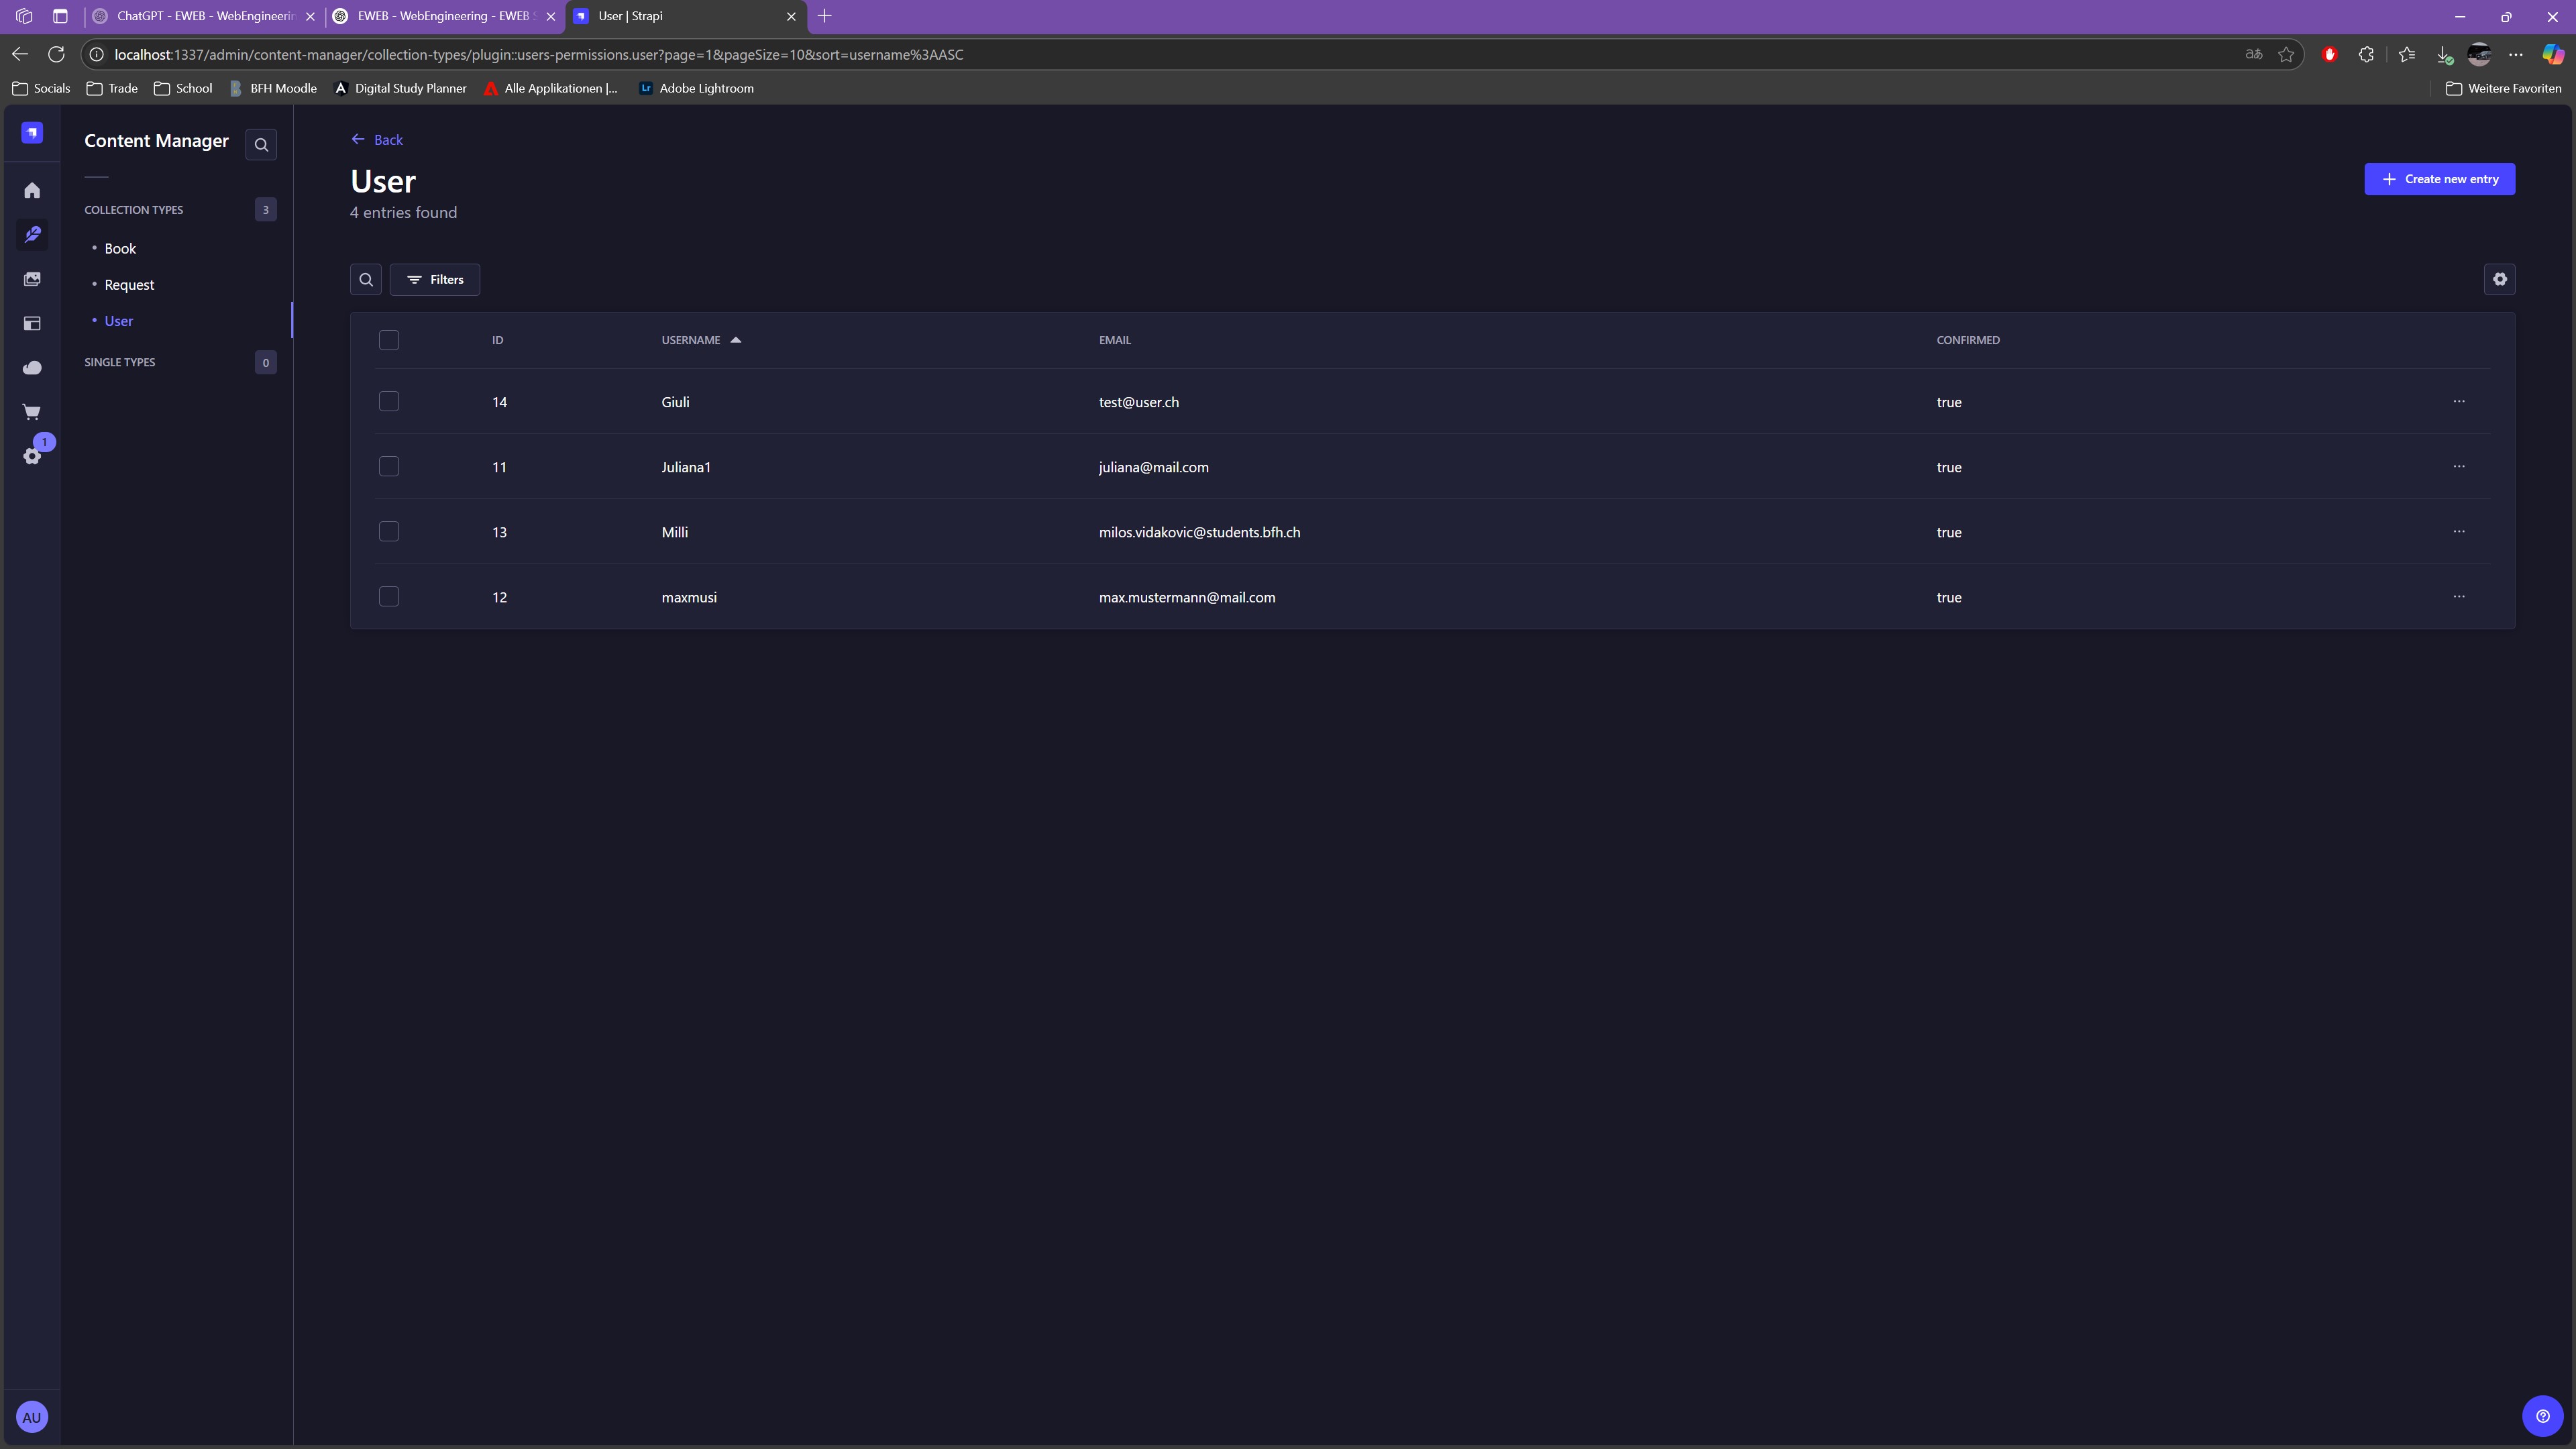 ChatGPT - EWEB - WebEngineerin
EWEB - WebEngineering - EWEB S
User | Strapi
localhost:1337/admin/content-manager/collection-types/plugin::users-permissions.user?page=1&pageSize=10&sort=username%3AASC
aあ
Socials
Trade
School
BFH Moodle
Digital Study Planner
Alle Applikationen |...
Lr Adobe Lightroom
Weitere Favoriten
Content Manager
COLLECTION TYPES 3
Book
Request
User
SINGLE TYPES 0
1
AU
Back
User
Create new entry
4 entries found
Filters
ID USERNAME EMAIL CONFIRMED
14 Giuli test@user.ch true
11 Juliana1 juliana@mail.com true
13 Milli milos.vidakovic@students.bfh.ch true
12 maxmusi max.mustermann@mail.com true